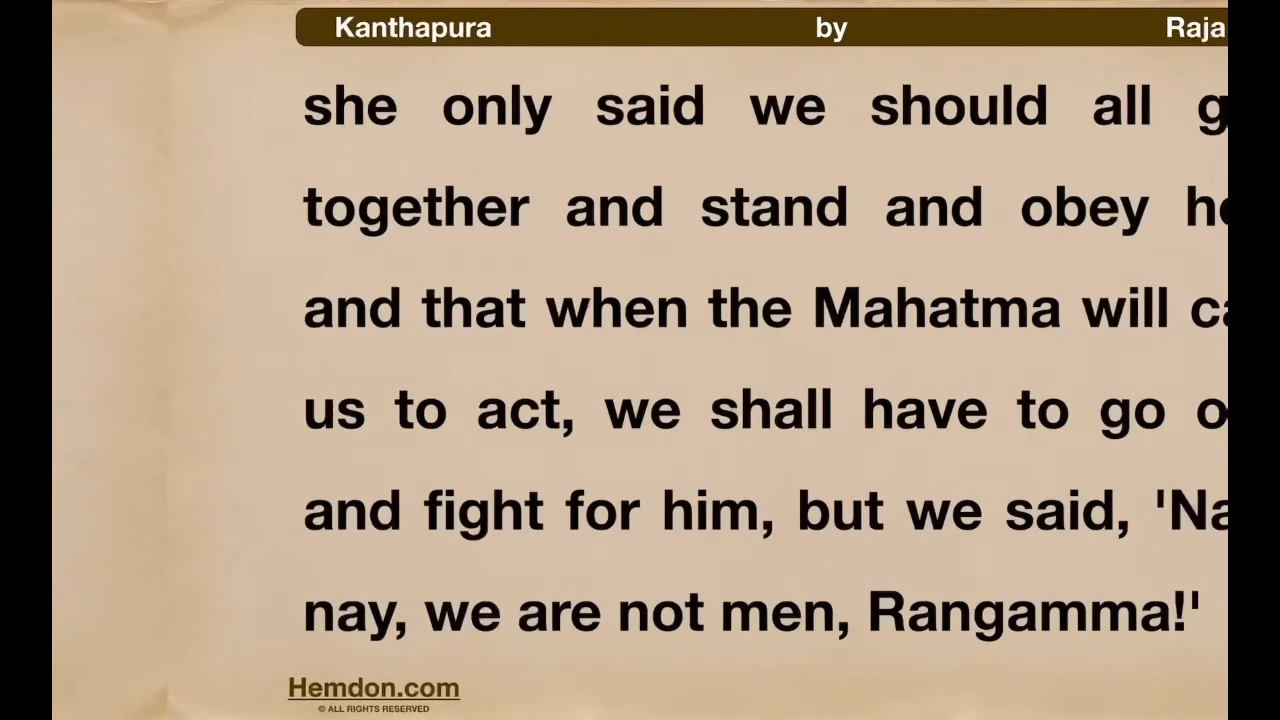 Kanthapura by Raja
she only said we should all
together and stand and obey
and that when the Mahatma will
us to act, we shall have to go
and fight for him, but we said,
nay, we are not men, Rangamma!'
Hemdon.com
© ALL RIGHTS RESERVED